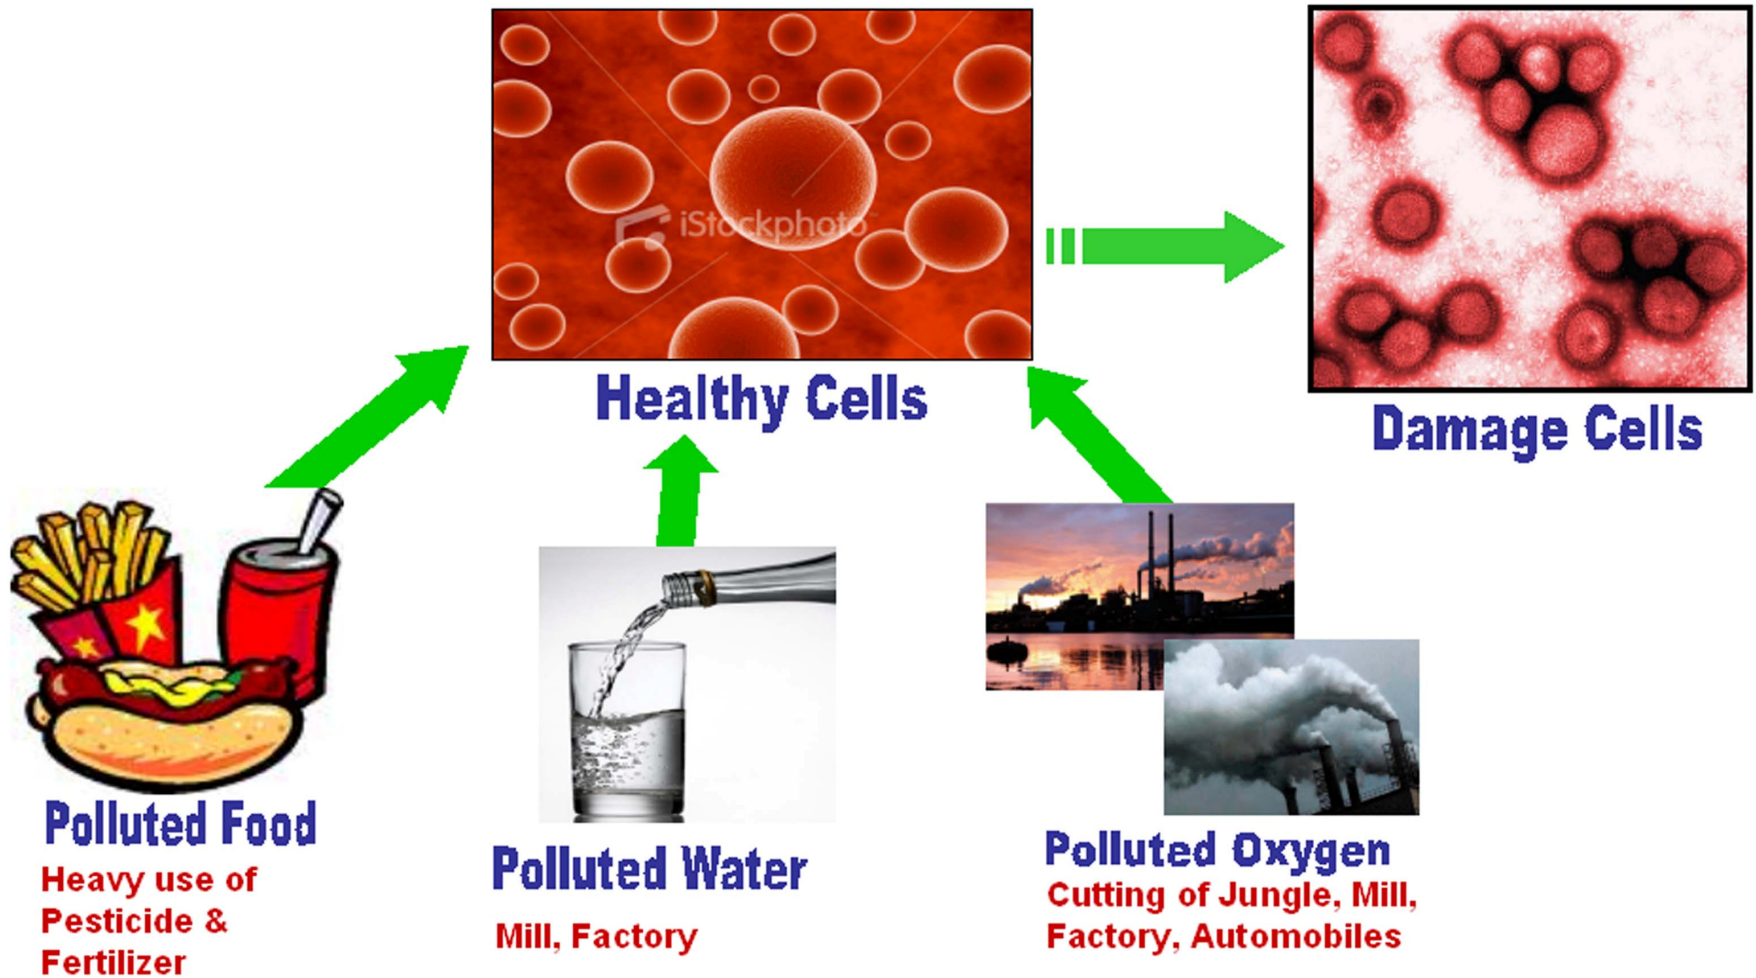 iStockphoto
Healthy Cells
Damage Cells
Polluted Food
Heavy use of
Pesticide &
Fertilizer
Polluted Water
Mill, Factory
Polluted Oxygen
Cutting of Jungle, Mill,
Factory, Automobiles